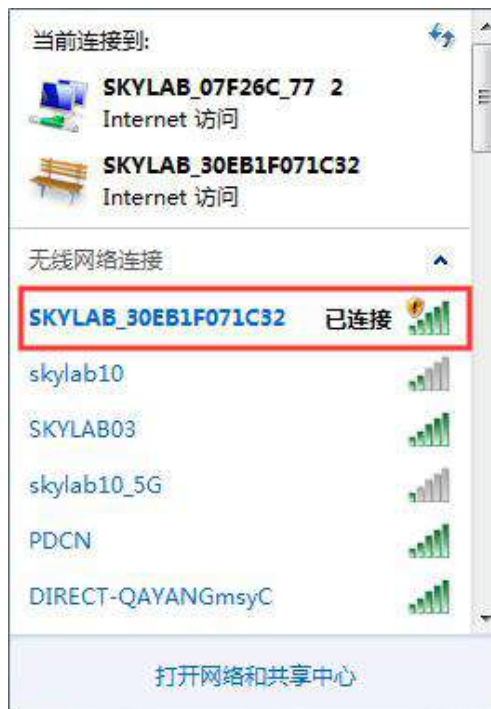 当前连接到:
SKYLAB_07F26C_77 2
Internet 访问
SKYLAB_30EB1F071C32
Internet 访问
无线网络连接
SKYLAB_30EB1F071C32 已连接
skylab10
SKYLAB03
skylab10_5G
PDCN
DIRECT-QAYANGmsyC
打开网络和共享中心